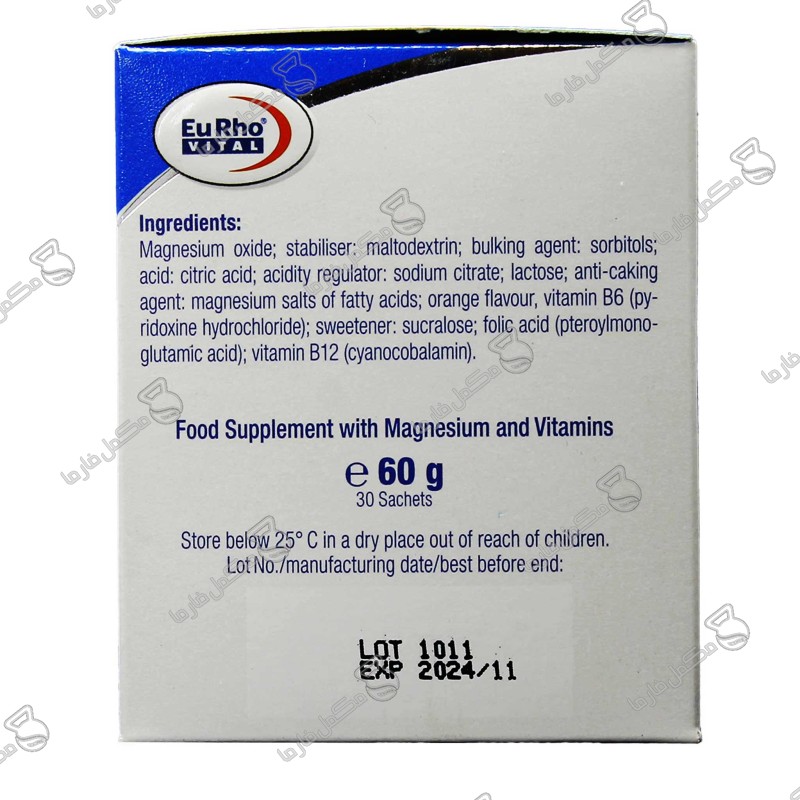 EuRho®
VITAL
Ingredients:
Magnesium oxide; stabiliser: maltodextrin; bulking agent: sorbitols;
acid: citric acid; acidity regulator: sodium citrate; lactose; anti-caking
agent: magnesium salts of fatty acids; orange flavour, vitamin B6 (py-
ridoxine hydrochloride); sweetener: sucralose; folic acid (pteroylmono-
glutamic acid); vitamin B12 (cyanocobalamin).
Food Supplement with Magnesium and Vitamins
℮ 60 g
30 Sachets
Store below 25° C in a dry place out of reach of children.
Lot No./manufacturing date/best before end:
LOT 1011
EXP 2024/11
مکمل فارما